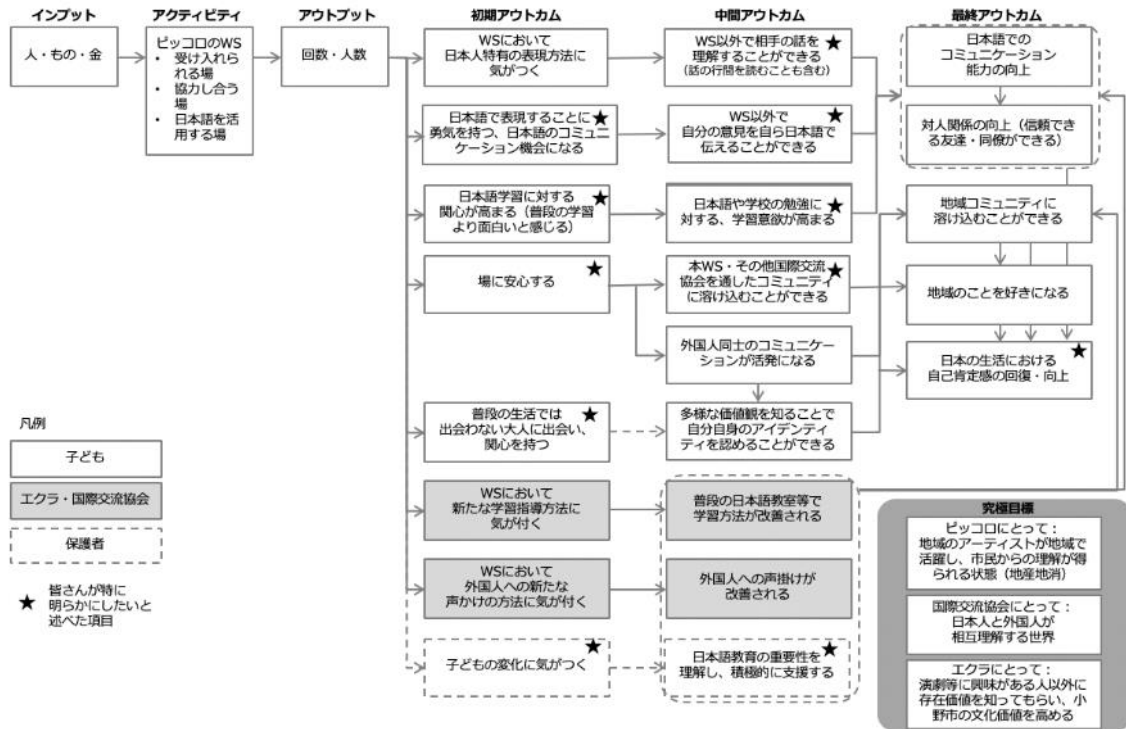 インプット
アクティビティ
アウトプット
初期アウトカム
中間アウトカム
最終アウトカム
人・もの・金
ピッコロのWS
• 受け入れら
れる場
• 協力し合う
場
• 日本語を活
用する場
回数・人数
WSにおいて
日本人特有の表現方法に
気がつく
日本語で表現することに
勇気を持つ、日本語のコミュニ
ケーション機会になる
★
日本語学習に対する
関心が高まる(普段の学習
より面白いと感じる)
★
場に安心する
★
普段の生活では
出会わない大人に出会い、
関心を持つ
★
WSにおいて
新たな学習指導方法に
気が付く
WSにおいて
外国人への新たな
声かけの方法に気が付く
子どもの変化に気がつく
★
WS以外で相手の話を
理解することができる
(話の行間を読むことも含む)
★
WS以外で
自分の意見を自ら日本語で
伝えることができる
★
日本語や学校の勉強に
対する、学習意欲が高まる
★
本WS・その他国際交流
協会を通したコミュニティ
に溶け込むことができる
★
外国人同士のコミュニケー
ションが活発になる
多様な価値観を知ることで
自分自身のアイデンティ
ティを認めることができる
普段の日本語教室等で
学習方法が改善される
外国人への声掛けが
改善される
日本語教育の重要性を
理解し、積極的に支援する
★
日本語での
コミュニケーション
能力の向上
対人関係の向上(信頼でき
る友達・同僚ができる)
地域コミュニティに
溶け込むことができる
地域のことを好きになる
日本の生活における
自己肯定感の回復・向上
★
凡例
子ども
エクラ・国際交流協会
保護者
★
皆さんが特に
明らかにしたいと
述べた項目
究極目標
ピッコロにとって:
地域のアーティストが地域で
活躍し、市民からの理解が得
られる状態(地産地消)
国際交流協会にとって:
日本人と外国人が
相互理解する世界
エクラにとって:
演劇等に興味がある人以外に
存在価値を知ってもらい、小
野市の文化価値を高める